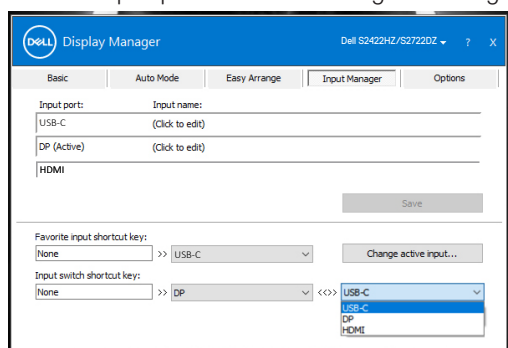 DELL Display Manager Dell S2422HZ/S2722DZ ? X
Basic Auto Mode Easy Arrange Input Manager Options
Input port: Input name:
USB-C (Click to edit)
DP (Active) (Click to edit)
HDMI
Save
Favorite input shortcut key:
None >> USB-C Change active input...
Input switch shortcut key:
None >> DP <<>> USB-C
USB-C
DP
HDMI